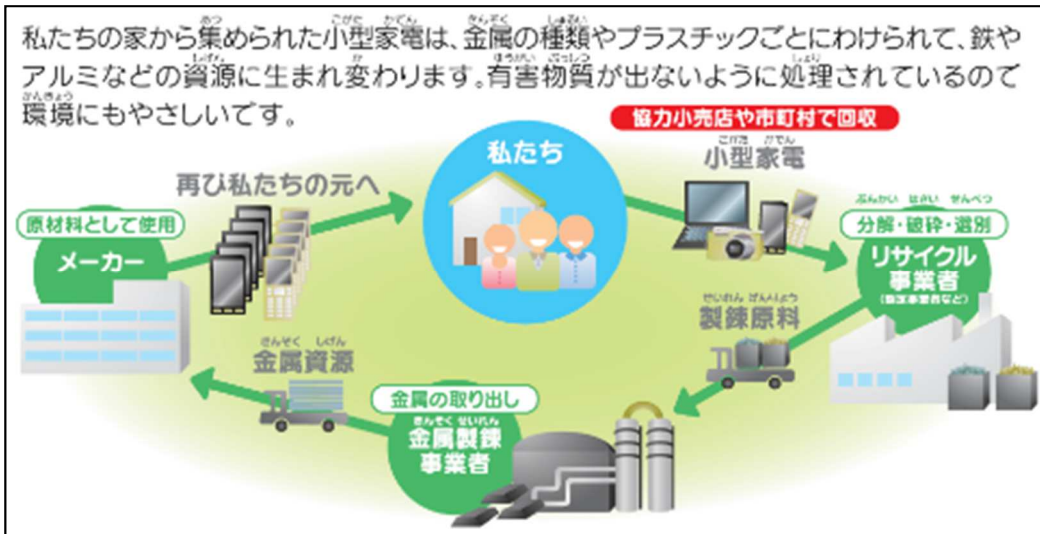 私たちの家から集められた小型家電は、金属の種類やプラスチックごとにわけられて、鉄や
アルミなどの資源に生まれ変わります。有害物質が出ないように処理されているので
環境にもやさしいです。
協力小売店や市町村で回収
私たち
小型家電
再び私たちの元へ
原材料として使用
メーカー
分解・破砕・選別
リサイクル
事業者
(認定事業者など)
製錬原料
金属資源
金属の取り出し
金属製錬
事業者